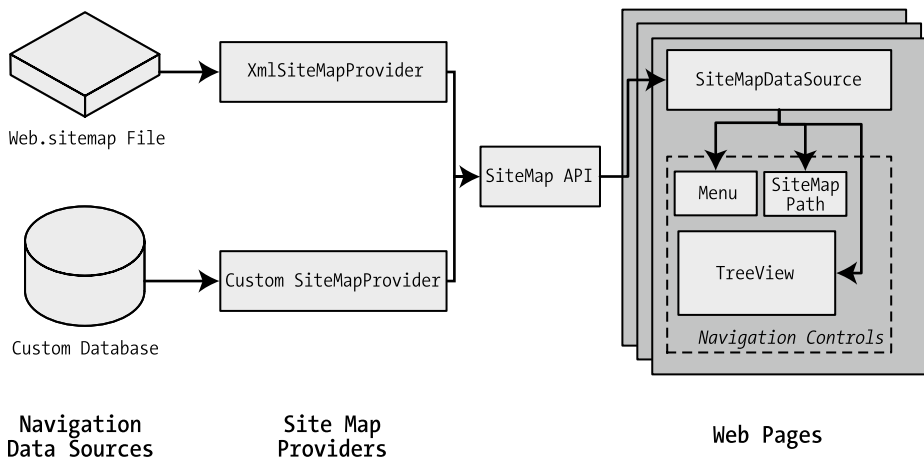 XmlSiteMapProvider
Web.sitemap File
SiteMapDataSource
SiteMap API
Menu
SiteMap
Path
Custom SiteMapProvider
TreeView
Custom Database
Navigation Controls
Navigation
Data Sources
Site Map
Providers
Web Pages